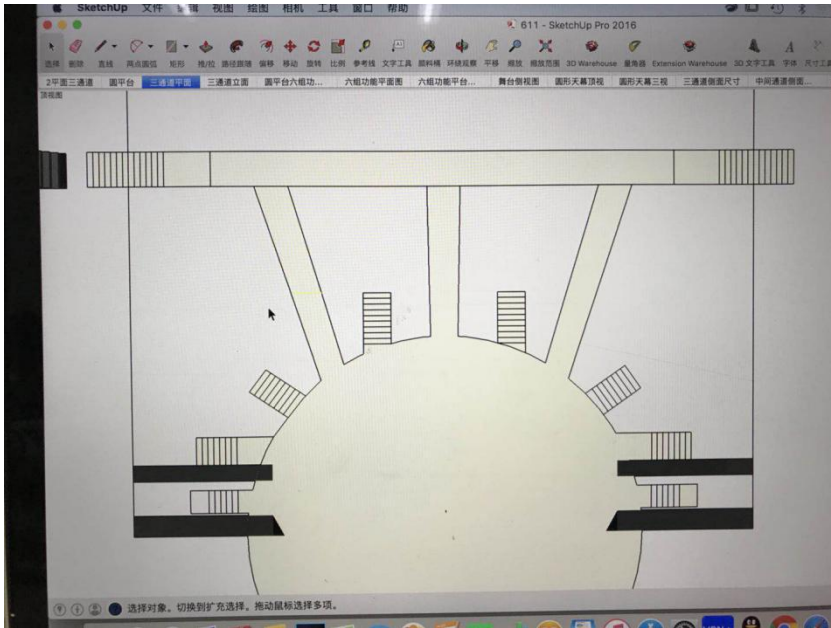 SketchUp 文件 编辑 视图 绘图 相机 工具 窗口 帮助
611 - SketchUp Pro 2016
选择 删除 直线 两点圆弧 矩形 推/拉 路径跟随 偏移 移动 旋转 比例 参考线 文字工具 颜料桶 环绕观察 平移 缩放 缩放范围 3D Warehouse 量角器 Extension Warehouse 3D 文字工具 字体 尺寸工具
2平面三通道 圆平台 三通道平面 三通道立面 圆平台六组功... 六组功能平面图 六组功能平台... 舞台侧视图 圆形天幕顶视 圆形天幕三视 三通道侧面尺寸 中间通道侧面...
顶视图
选择对象。切换到扩充选择。拖动鼠标选择多项。